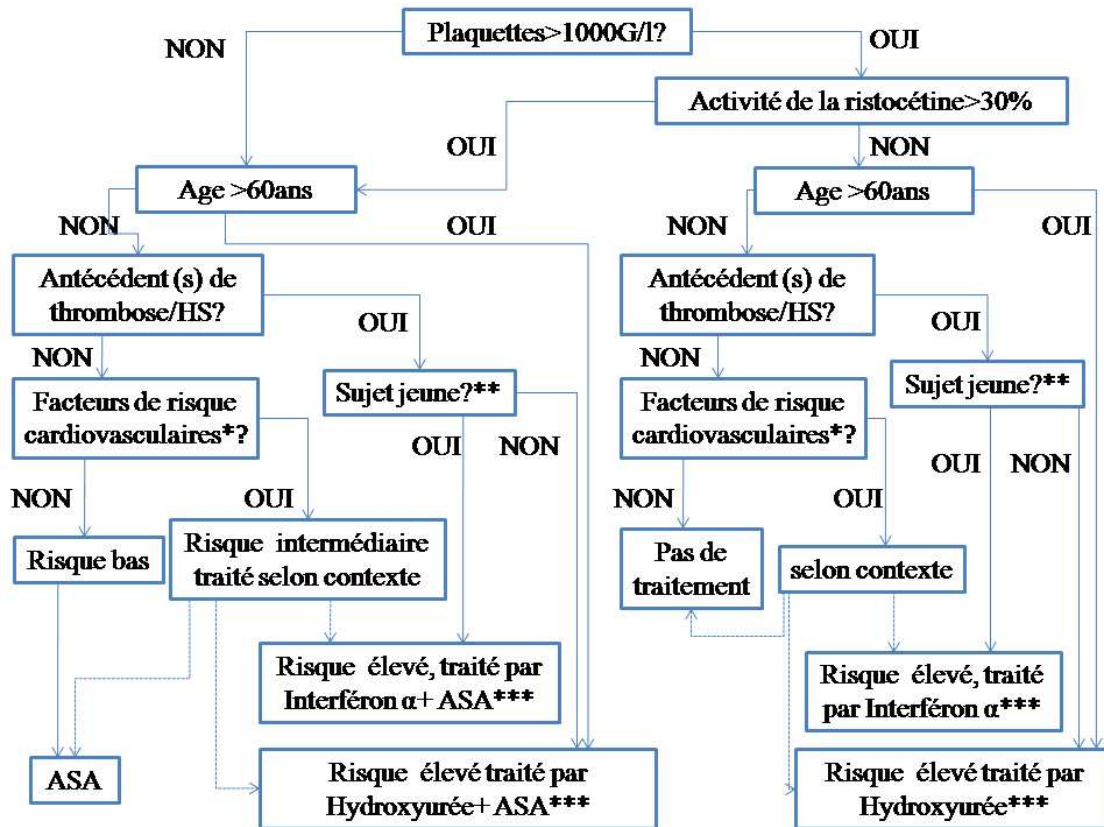 Plaquettes>1000G/l?
NON
OUI
Activité de la ristocétine>30%
OUI
NON
Age >60ans
Age >60ans
NON
OUI
NON
OUI
Antécédent (s) de
thrombose/HS?
Antécédent (s) de
thrombose/HS?
OUI
OUI
NON
NON
Facteurs de risque
cardiovasculaires*?
Sujet jeune?**
Facteurs de risque
cardiovasculaires*?
Sujet jeune?**
OUI
NON
OUI
NON
NON
OUI
NON
OUI
Risque bas
Risque intermédiaire
traité selon contexte
Pas de
traitement
selon contexte
Risque élevé, traité par
Interféron α+ ASA***
Risque élevé, traité
par Interféron α***
ASA
Risque élevé traité par
Hydroxyurée+ ASA***
Risque élevé traité par
Hydroxyurée***